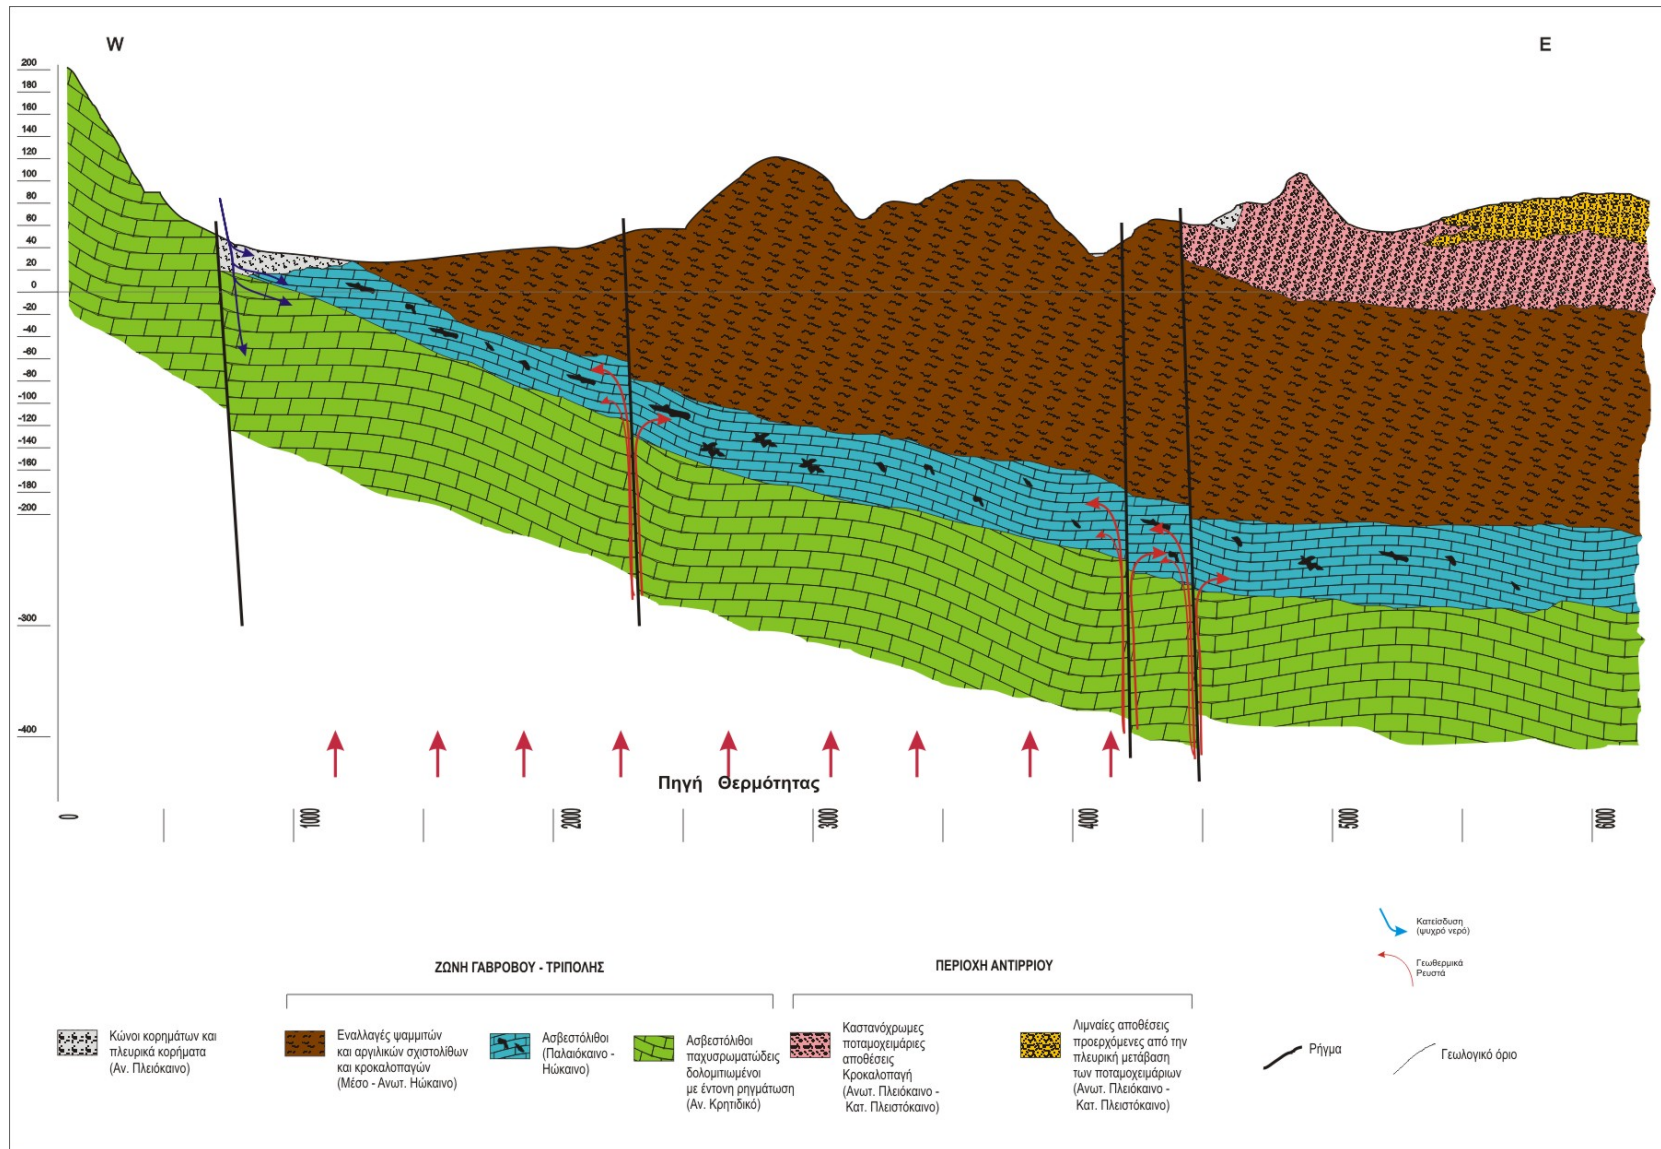 W
E
200
180
160
140
120
100
80
60
40
20
0
-20
-40
-60
-80
-100
-120
-140
-160
-180
-200
-300
-400
Πηγή Θερμότητας
0
1000
2000
3000
4000
5000
6000
Κατείσδυση
(ψυχρό νερό)
Γεωθερμικά
Ρευστά
ΖΩΝΗ ΓΑΒΡΟΒΟΥ - ΤΡΙΠΟΛΗΣ
ΠΕΡΙΟΧΗ ΑΝΤΙΡΡΙΟΥ
Κώνοι κορημάτων και
πλευρικά κορήματα
(Αν. Πλειόκαινο)
Εναλλαγές ψαμμιτών
και αργιλικών σχιστολίθων
και κροκαλοπαγών
(Μέσο - Ανωτ. Ηώκαινο)
Ασβεστόλιθοι
(Παλαιόκαινο -
Ηώκαινο)
Ασβεστόλιθοι
παχυσρωματώδεις
δολομιτιωμένοι
με έντονη ρηγμάτωση
(Αν. Κρητιδικό)
Καστανόχρωμες
ποταμοχειμάριες
αποθέσεις
Κροκαλοπαγή
(Ανωτ. Πλειόκαινο -
Κατ. Πλειστόκαινο)
Λιμναίες αποθέσεις
προερχόμενες από την
πλευρική μετάβαση
των ποταμοχειμάριων
(Ανωτ. Πλειόκαινο -
Κατ. Πλειστόκαινο)
Ρήγμα
Γεωλογικό όριο